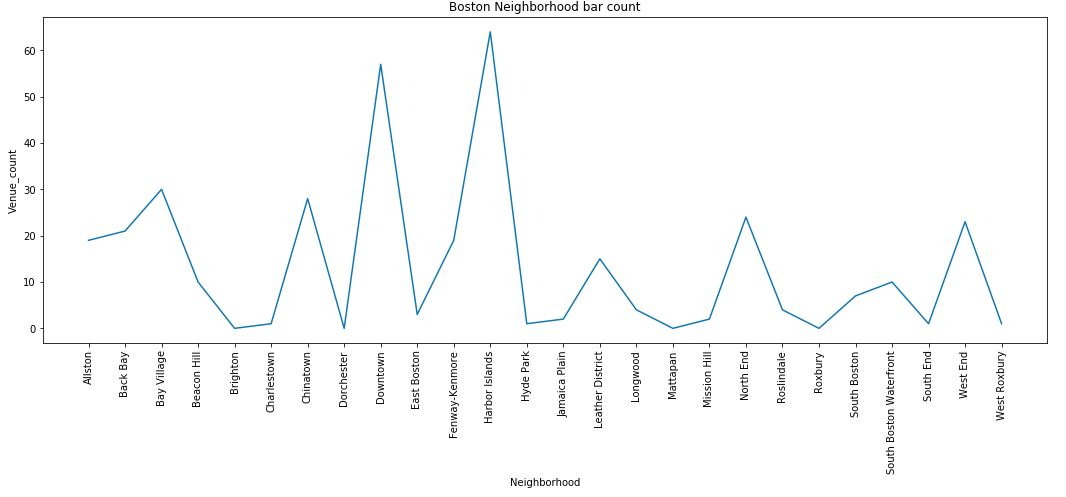 Boston Neighborhood bar count
Venue_count
60
50
40
30
20
10
0
Allston
Back Bay
Bay Village
Beacon Hill
Brighton
Charlestown
Chinatown
Dorchester
Downtown
East Boston
Fenway-Kenmore
Harbor Islands
Hyde Park
Jamaica Plain
Leather District
Longwood
Mattapan
Mission Hill
North End
Roslindale
Roxbury
South Boston
South Boston Waterfront
South End
West End
West Roxbury
Neighborhood